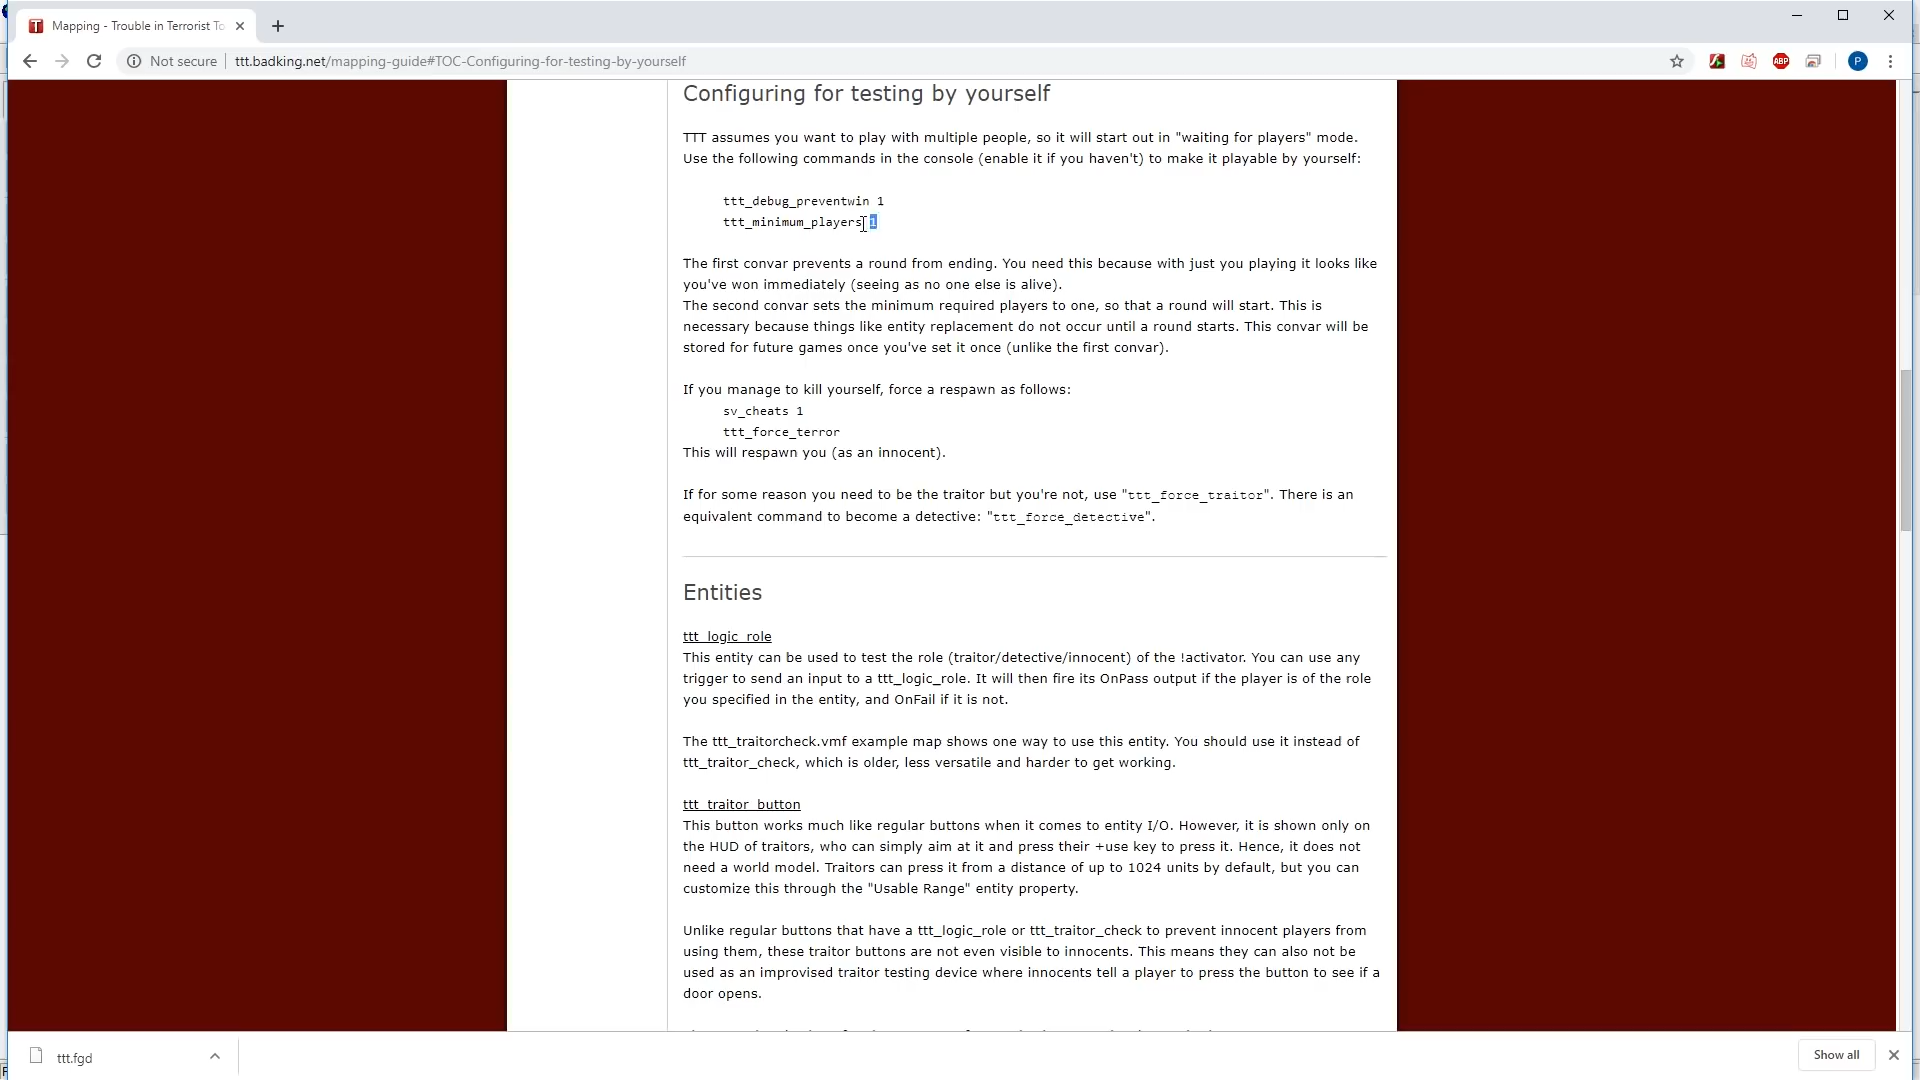 Mapping - Trouble in Terrorist To
Not secure
ttt.badking.net/mapping-guide#TOC-Configuring-for-testing-by-yourself
ABP
P
Configuring for testing by yourself
TTT assumes you want to play with multiple people, so it will start out in "waiting for players" mode.
Use the following commands in the console (enable it if you haven't) to make it playable by yourself:
ttt_debug_preventwin 1
ttt_minimum_players 1
The first convar prevents a round from ending. You need this because with just you playing it looks like
you've won immediately (seeing as no one else is alive).
The second convar sets the minimum required players to one, so that a round will start. This is
necessary because things like entity replacement do not occur until a round starts. This convar will be
stored for future games once you've set it once (unlike the first convar).
If you manage to kill yourself, force a respawn as follows:
sv_cheats 1
ttt_force_terror
This will respawn you (as an innocent).
If for some reason you need to be the traitor but you're not, use "ttt_force_traitor". There is an
equivalent command to become a detective: "ttt_force_detective".
Entities
ttt_logic_role
This entity can be used to test the role (traitor/detective/innocent) of the !activator. You can use any
trigger to send an input to a ttt_logic_role. It will then fire its OnPass output if the player is of the role
you specified in the entity, and OnFail if it is not.
The ttt_traitorcheck.vmf example map shows one way to use this entity. You should use it instead of
ttt_traitor_check, which is older, less versatile and harder to get working.
ttt_traitor_button
This button works much like regular buttons when it comes to entity I/O. However, it is shown only on
the HUD of traitors, who can simply aim at it and press their +use key to press it. Hence, it does not
need a world model. Traitors can press it from a distance of up to 1024 units by default, but you can
customize this through the "Usable Range" entity property.
Unlike regular buttons that have a ttt_logic_role or ttt_traitor_check to prevent innocent players from
using them, these traitor buttons are not even visible to innocents. This means they can also not be
used as an improvised traitor testing device where innocents tell a player to press the button to see if a
door opens.
ttt.fgd
Show all